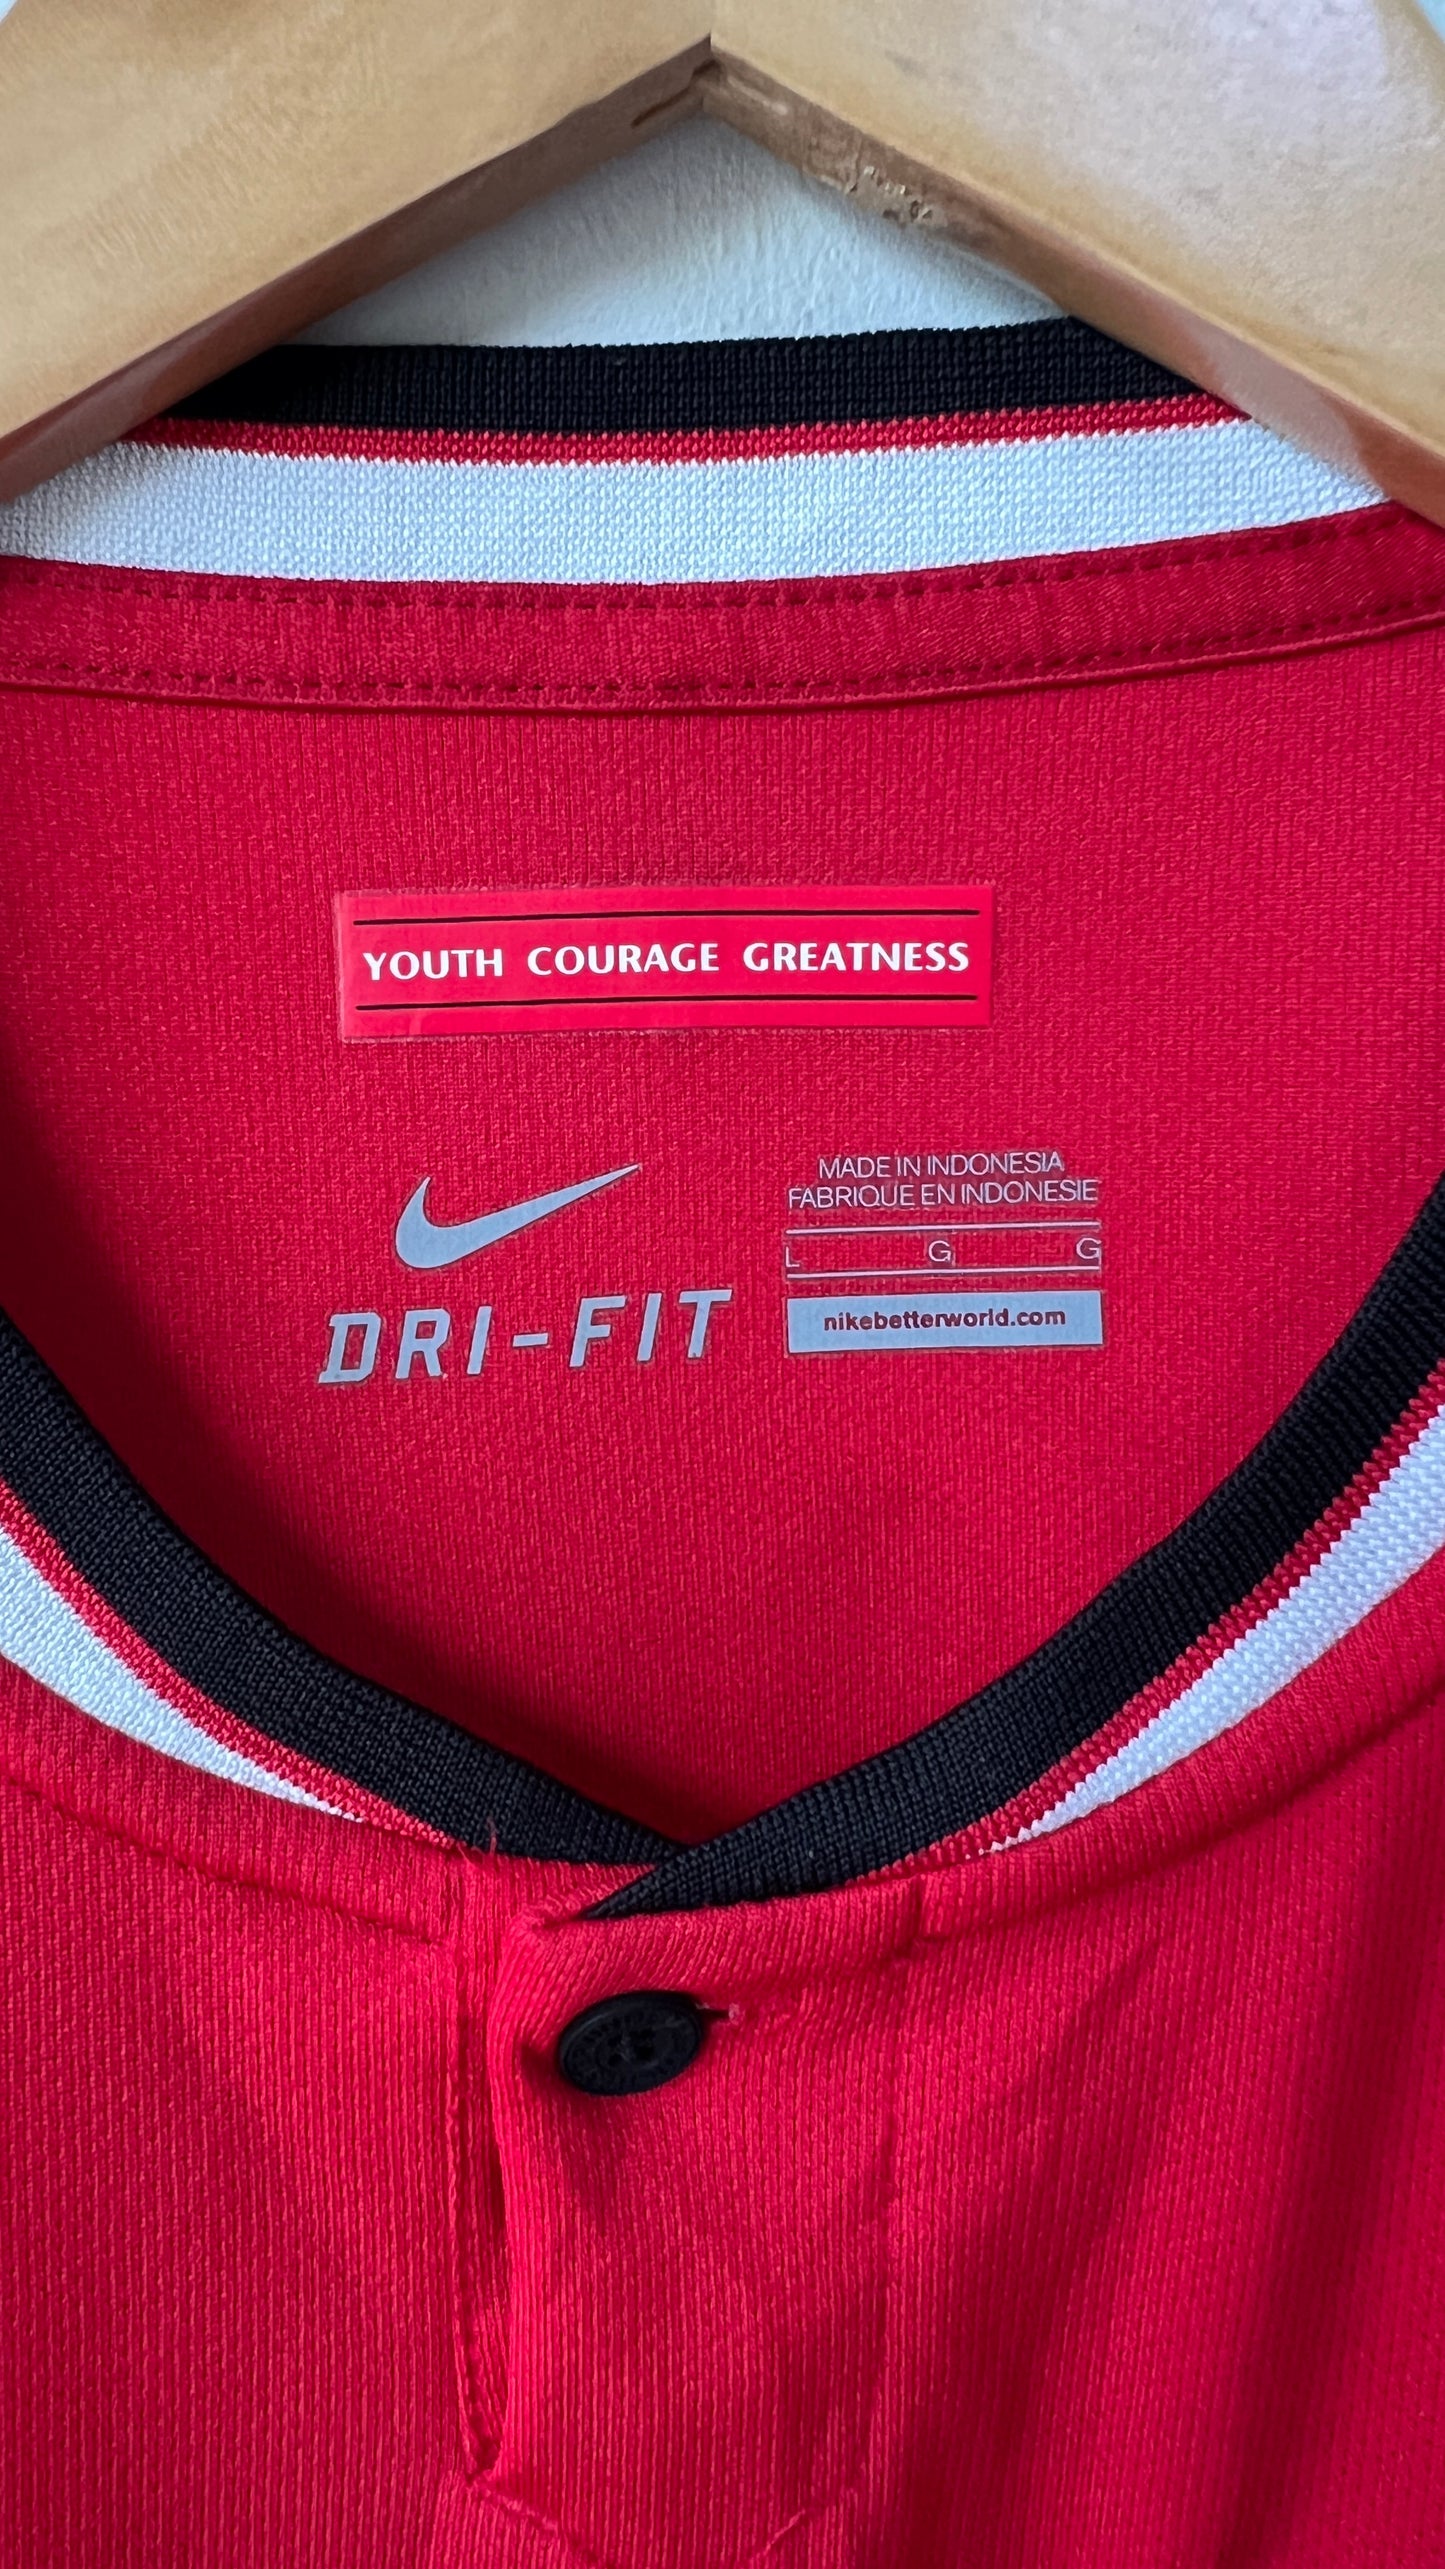 YOUTH COURAGE GREATNESS
MADE IN INDONESIA
FABRIQUE EN INDONESIE
L G G
DRI-FIT
nikebetterworld.com